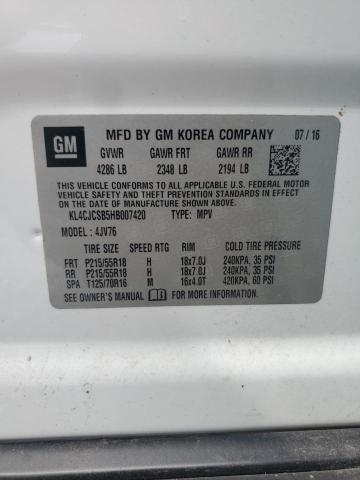 GM
MFD BY GM KOREA COMPANY 07 / 16
GVWR GAWR FRT GAWR RR
4286 LB 2348 LB 2194 LB
THIS VEHICLE CONFORMS TO ALL APPLICABLE U.S. FEDERAL MOTOR
VEHICLE SAFETY AND THEFT PREVENTION STANDARDS IN EFFECT ON
THE DATE OF MANUFACTURE SHOWN ABOVE.
KL4CJCSB5HB007420 TYPE: MPV
MODEL : 4JV76
TIRE SIZE SPEED RTG RIM COLD TIRE PRESSURE
FRT P215/55R18 H 18x7.0J 240KPA, 35 PSI
RR P215/55R18 H 18x7.0J 240KPA, 35 PSI
SPA T125/70R16 M 16x4.0T 420KPA, 60 PSI
SEE OWNER'S MANUAL FOR MORE INFORMATION.